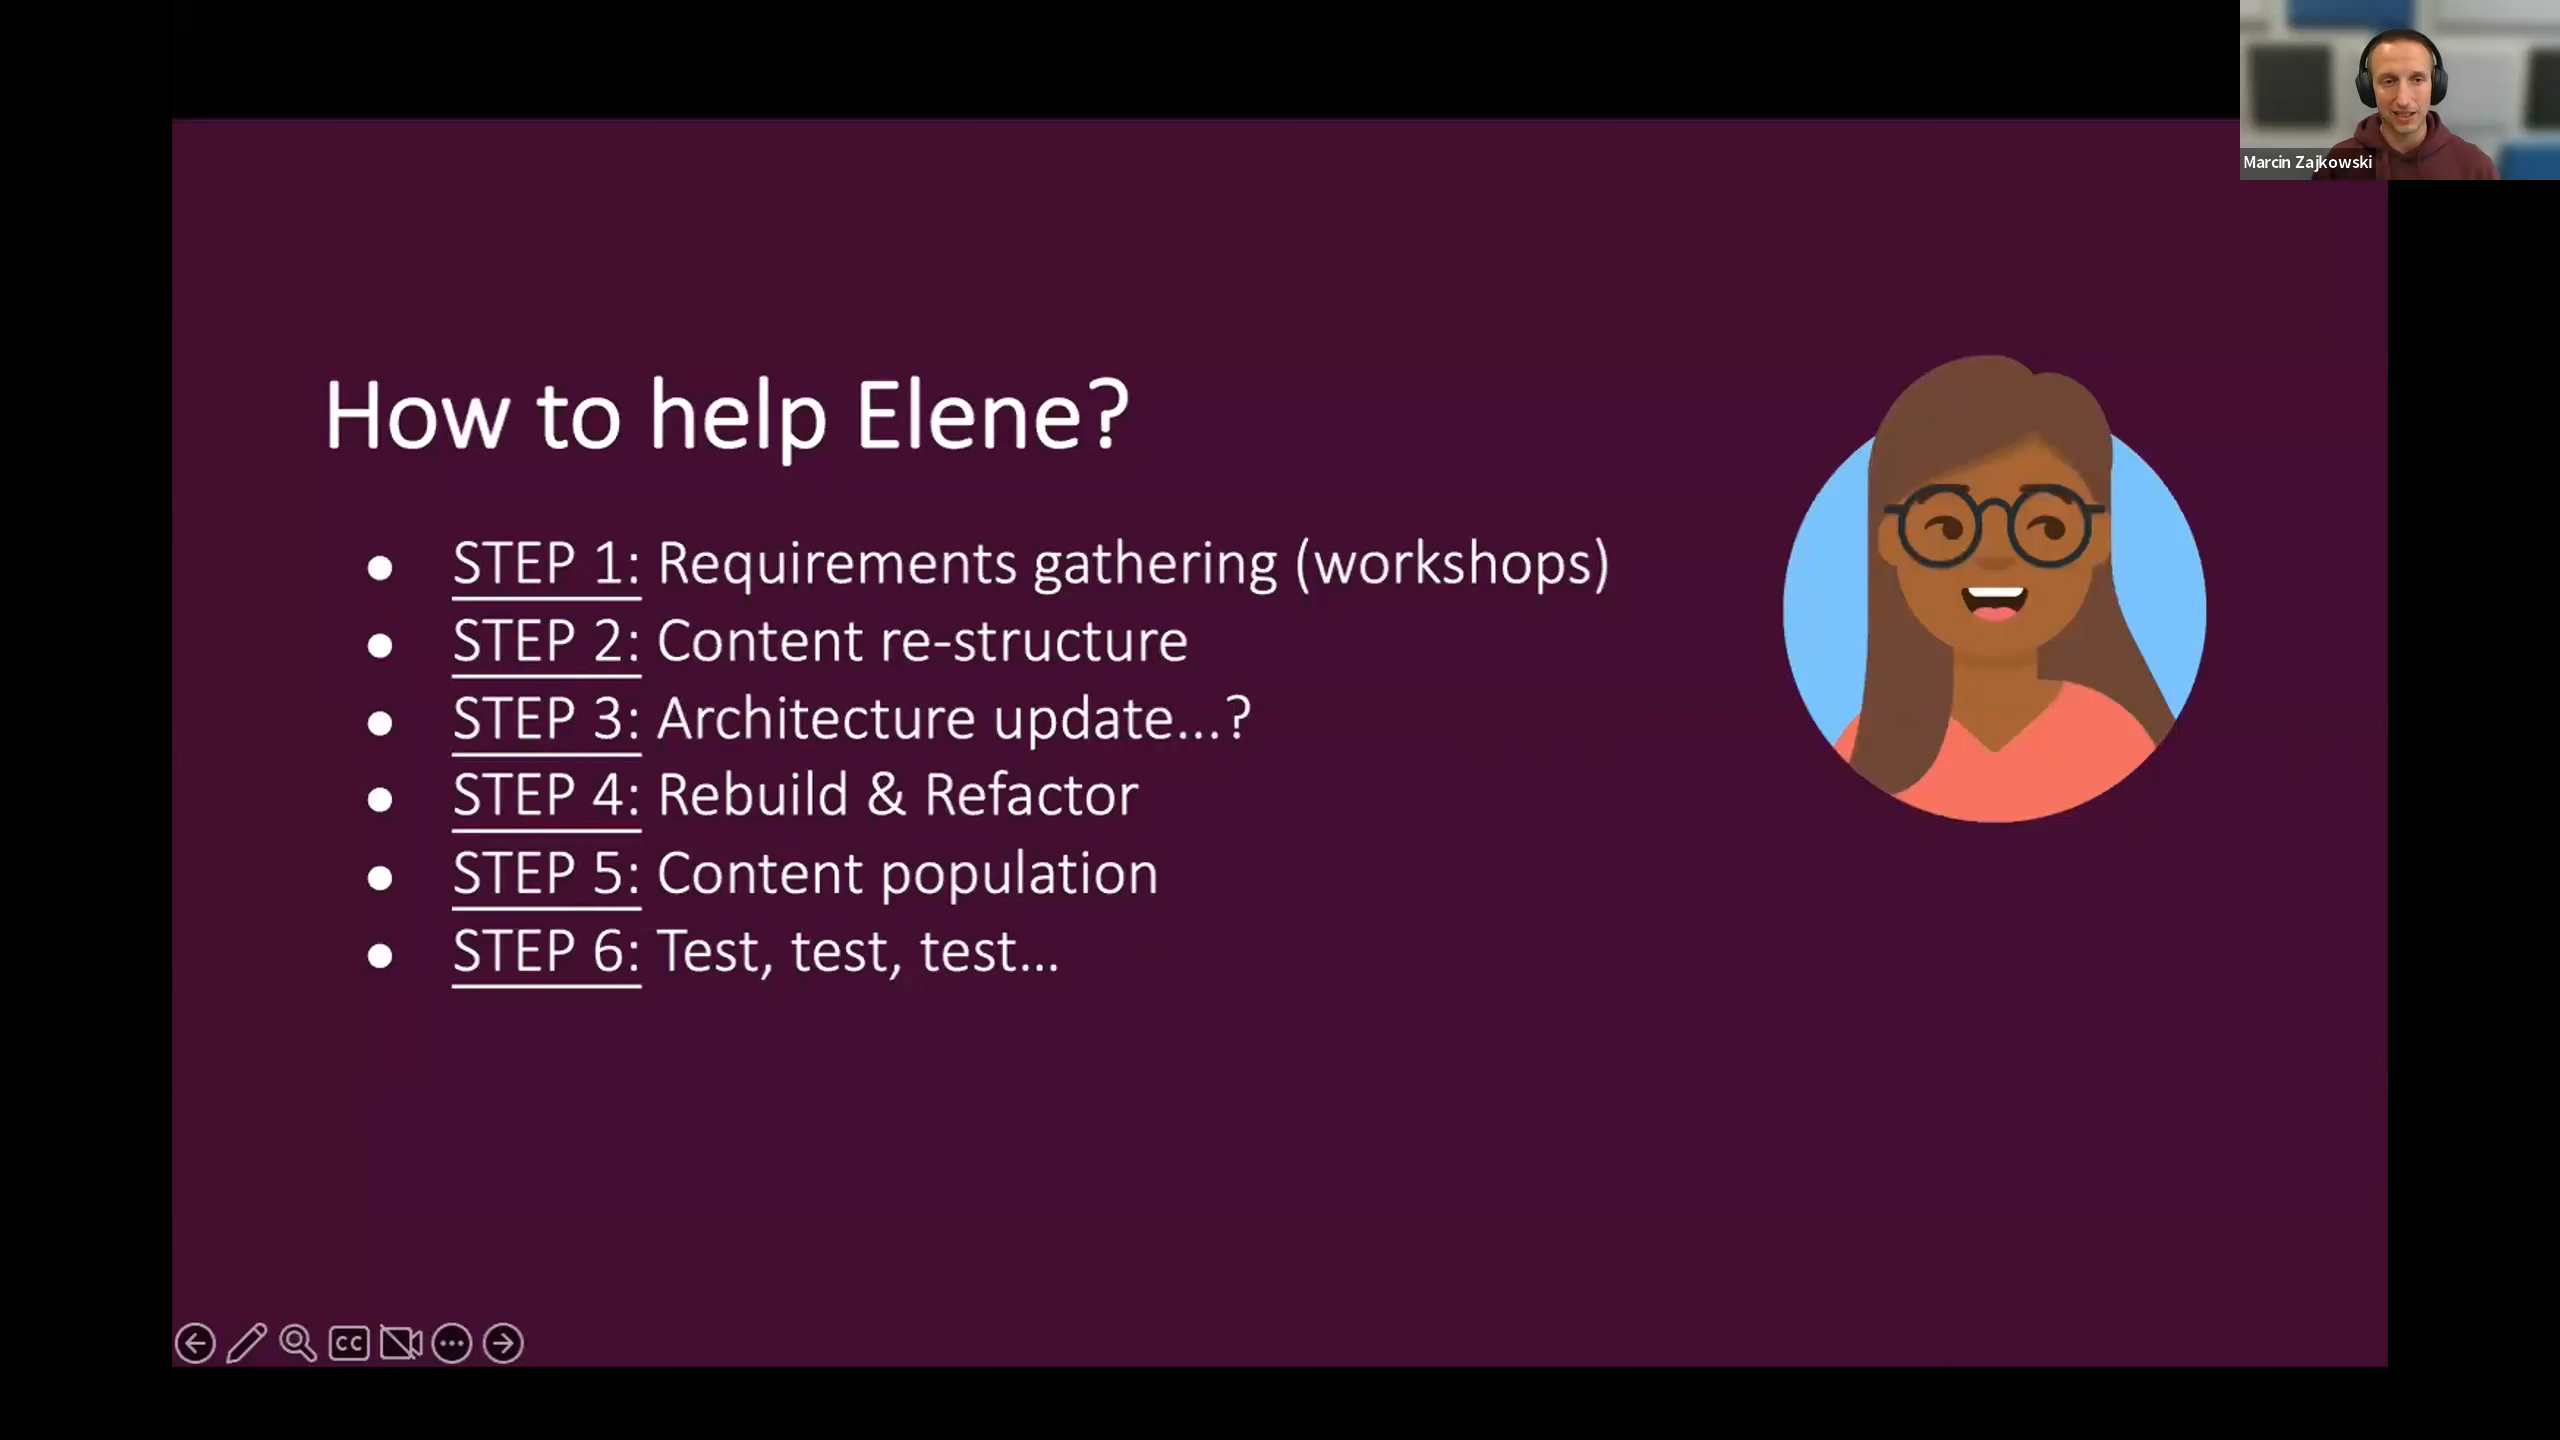 Marcin Zajkowski
How to help Elene?
● STEP 1: Requirements gathering (workshops)
● STEP 2: Content re-structure
● STEP 3: Architecture update...?
● STEP 4: Rebuild & Refactor
● STEP 5: Content population
● STEP 6: Test, test, test...
CC